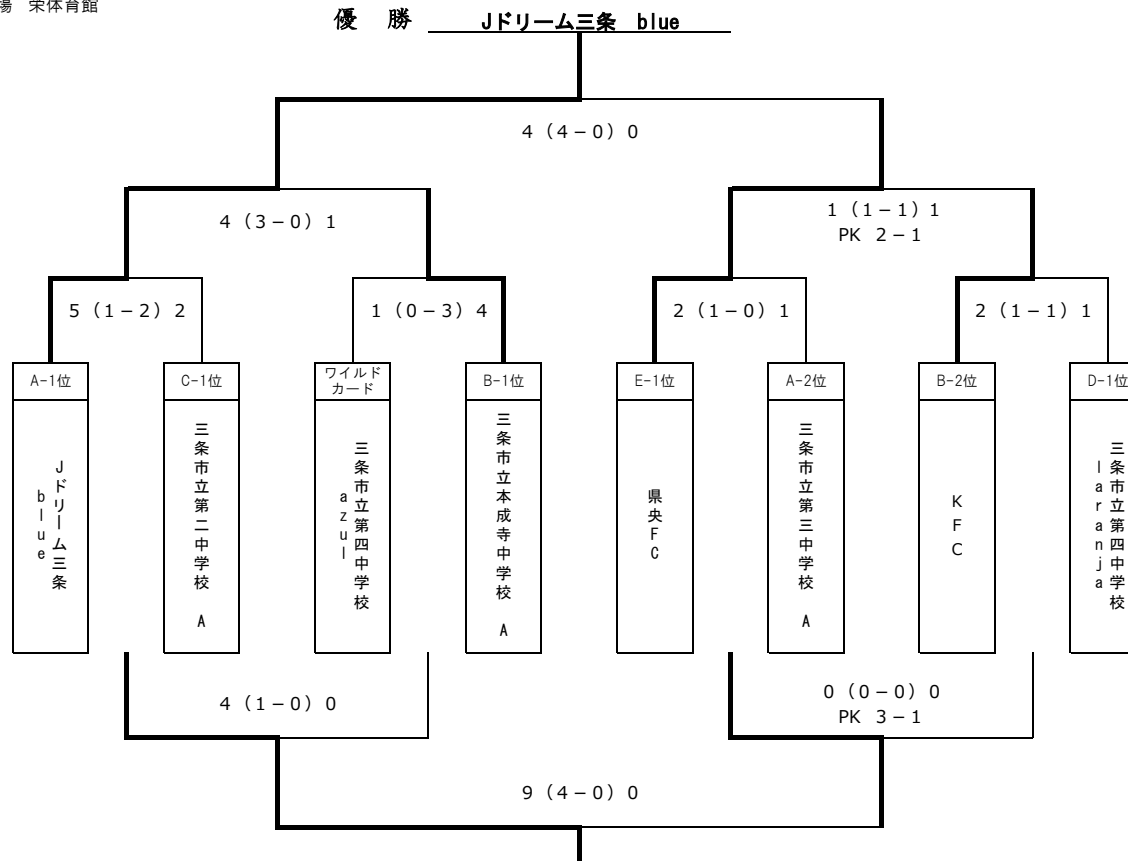 場 栄体育館
優 勝 Jドリーム三条 blue
4（4－0）0
4（3－0）1
1（1－1）1
PK 2－1
5（1－2）2
1（0－3）4
2（1－0）1
2（1－1）1
A-1位
C-1位
ワイルド
カード
B-1位
E-1位
A-2位
B-2位
D-1位
Jドリーム三条
blue
三条市立第二中学校 A
三条市立第四中学校
azul
三条市立本成寺中学校 A
県央FC
三条市立第三中学校 A
KFC
三条市立第四中学校
laranja
4（1－0）0
0（0－0）0
PK 3－1
9（4－0）0